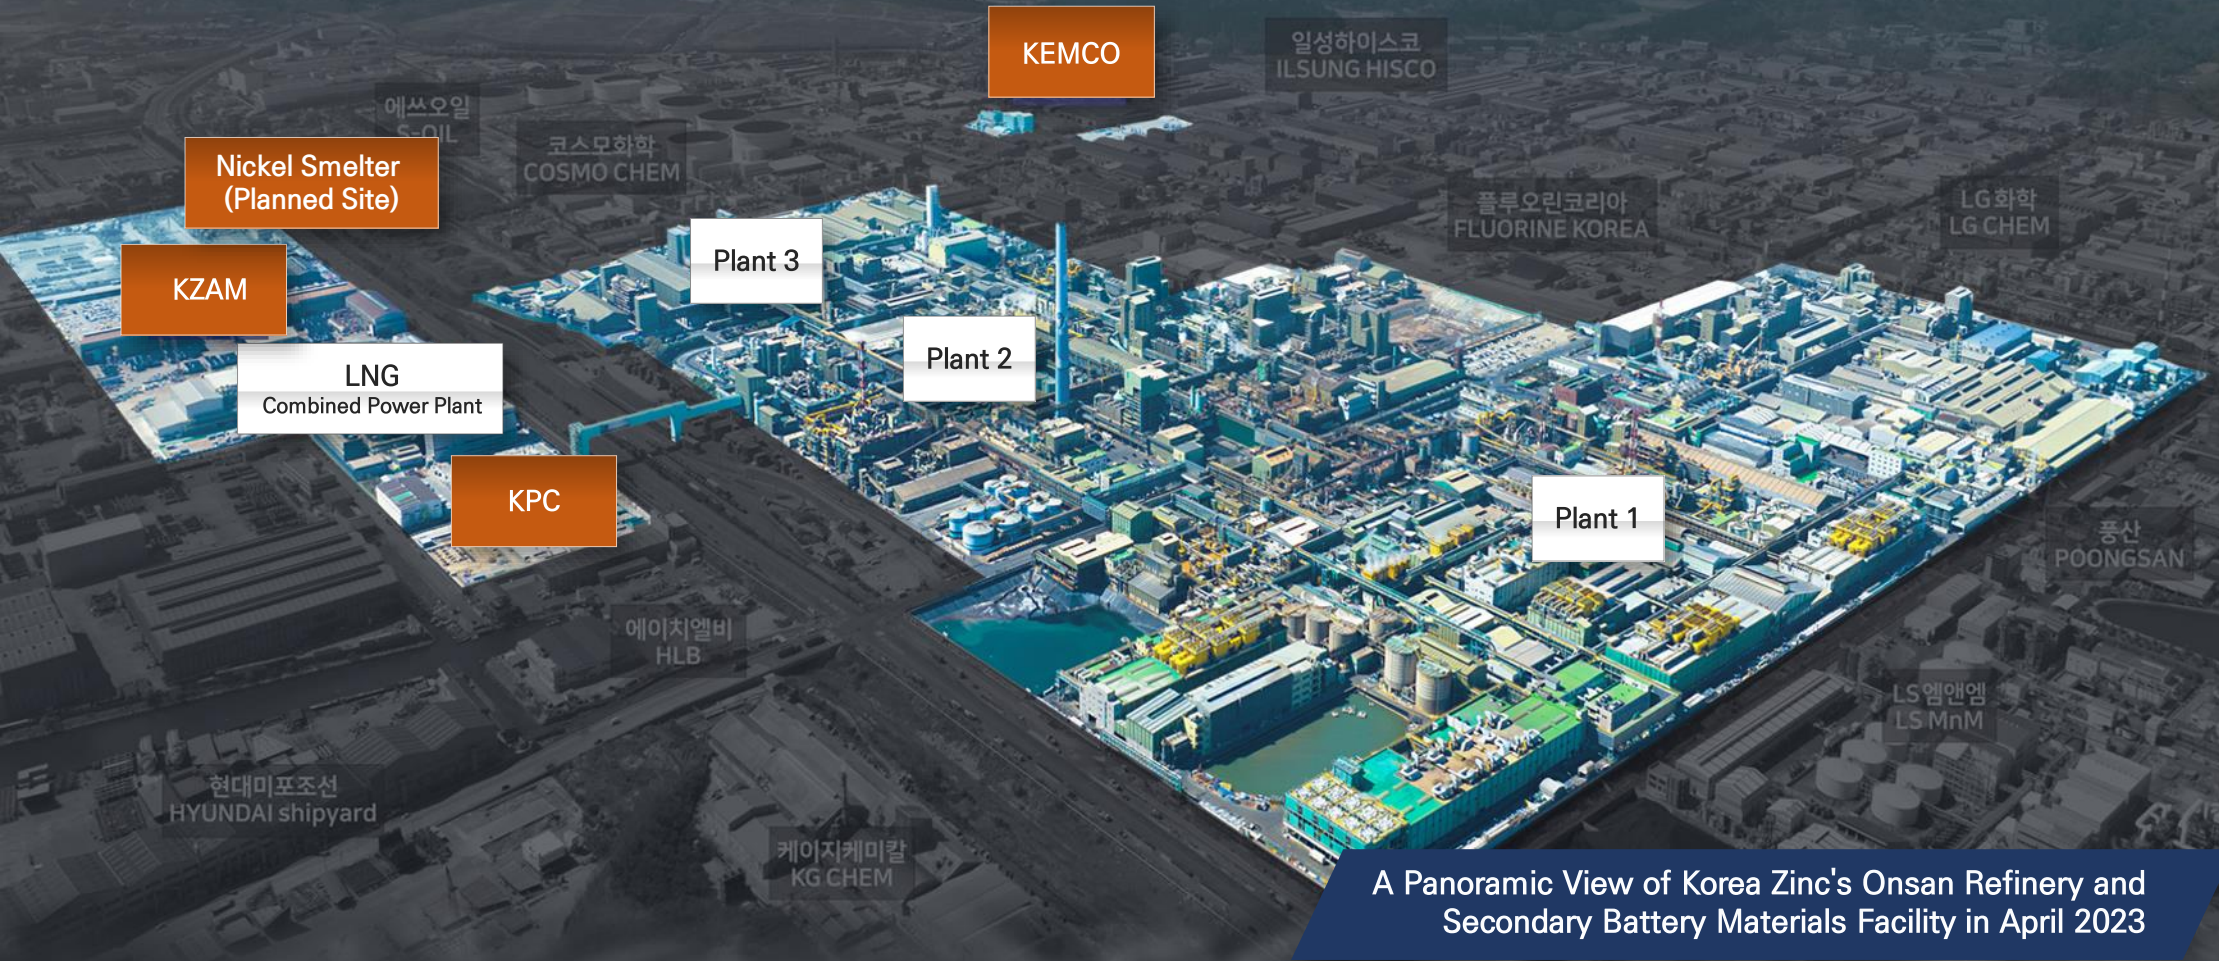 KEMCO
일성하이스코
ILSUNG HISCO
에쓰오일
S-OIL
코스모화학
COSMO CHEM
Nickel Smelter
(Planned Site)
플루오린코리아
FLUORINE KOREA
LG화학
LG CHEM
Plant 3
KZAM
Plant 2
LNG
Combined Power Plant
KPC
Plant 1
풍산
POONGSAN
에이치엘비
HLB
LS엠앤엠
LS MnM
현대미포조선
HYUNDAI shipyard
케이지케미칼
KG CHEM
A Panoramic View of Korea Zinc's Onsan Refinery and
Secondary Battery Materials Facility in April 2023